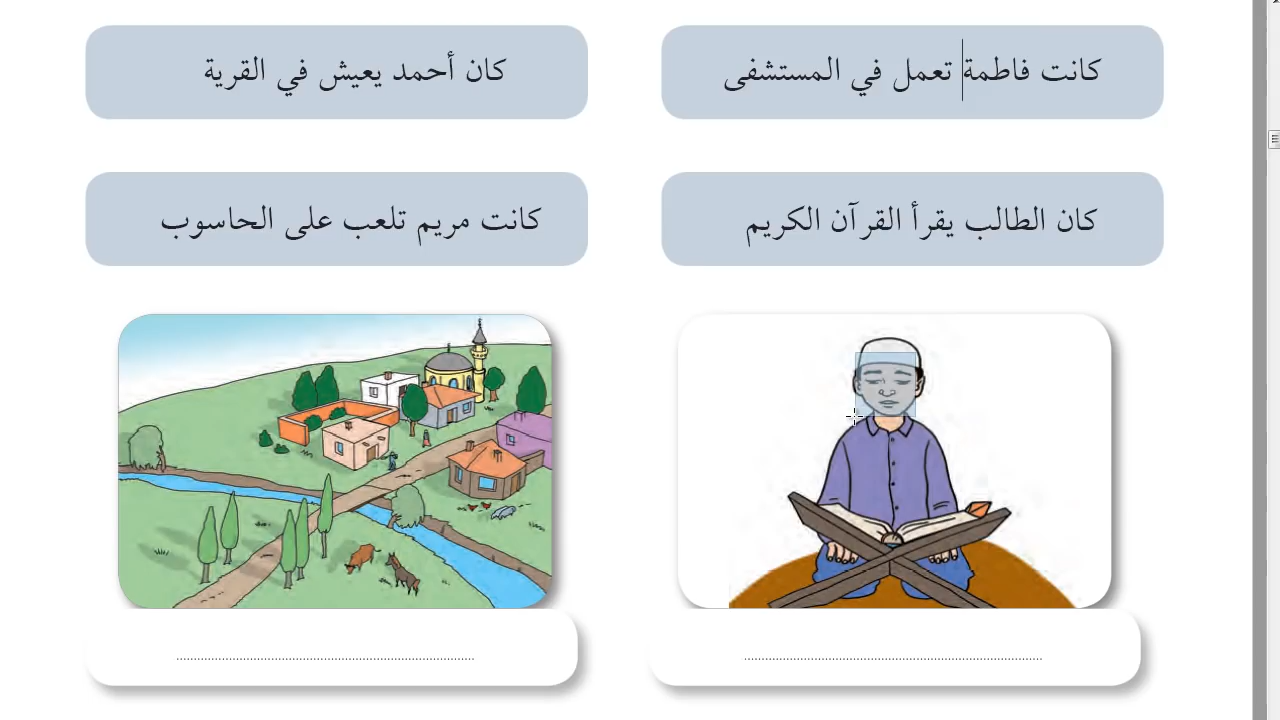 كانت فاطمة تعمل في المستشفى
كان أحمد يعيش في القرية
كان الطالب يقرأ القرآن الكريم
كانت مريم تلعب على الحاسوب